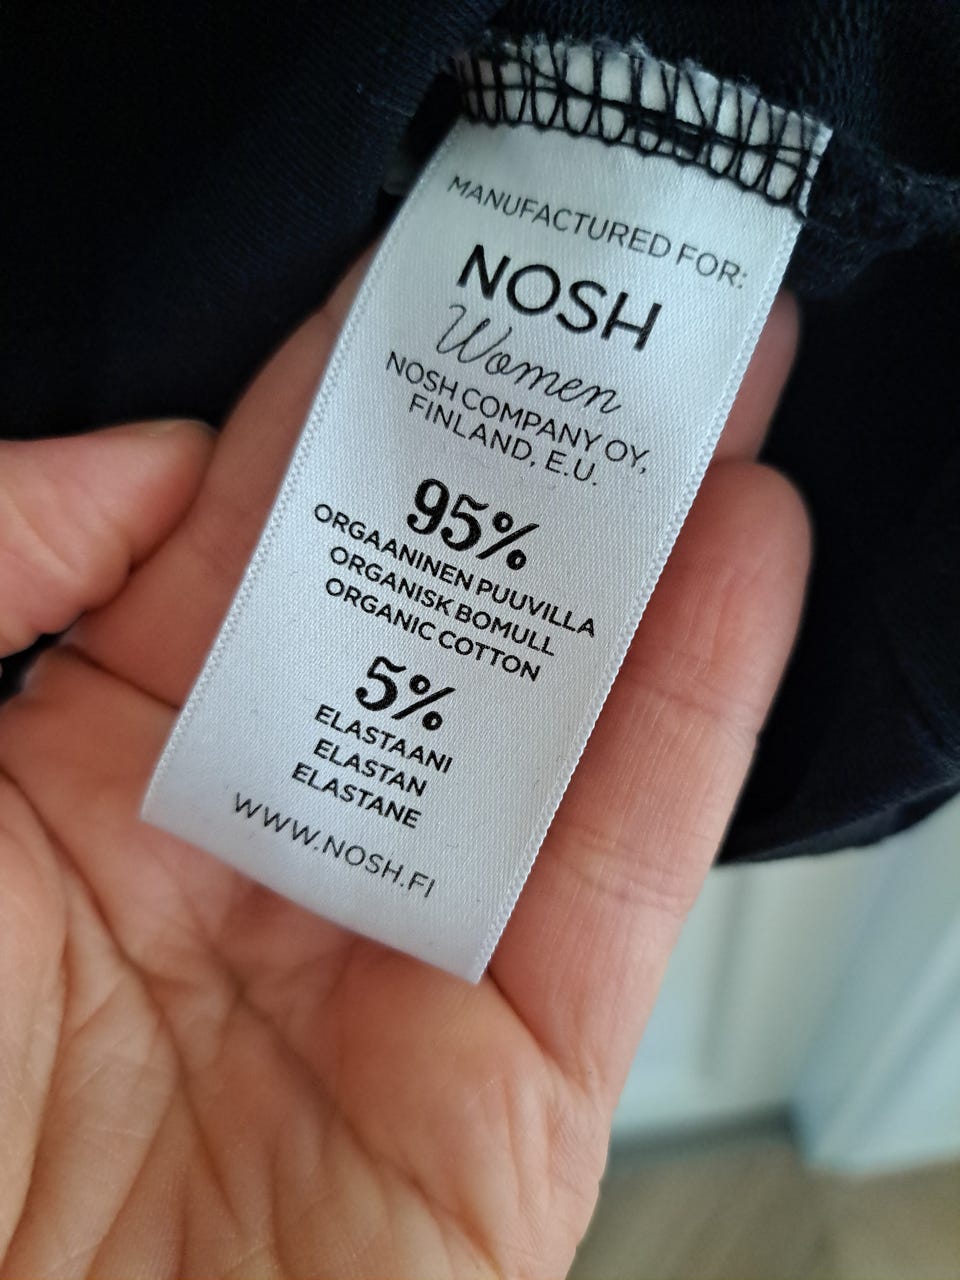 MANUFACTURED FOR:
NOSH
Women
NOSH COMPANY OY,
FINLAND, E.U.
95%
ORGAANINEN PUUVILLA
ORGANISK BOMULL
ORGANIC COTTON
5%
ELASTAANI
ELASTAN
ELASTANE
WWW.NOSH.FI